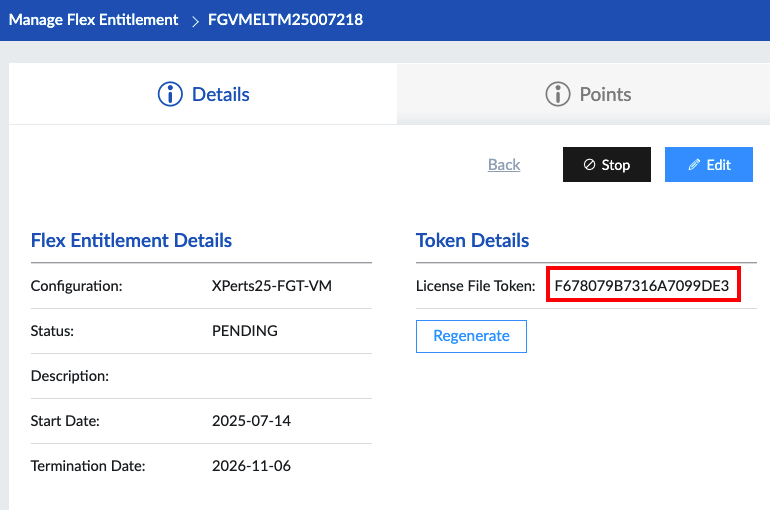 Manage Flex Entitlement > FGVMELTM25007218
Details
Points
Back
Stop
Edit
Flex Entitlement Details
Configuration: XPerts25-FGT-VM
Status: PENDING
Description:
Start Date: 2025-07-14
Termination Date: 2026-11-06
Token Details
License File Token: F678079B7316A7099DE3
Regenerate